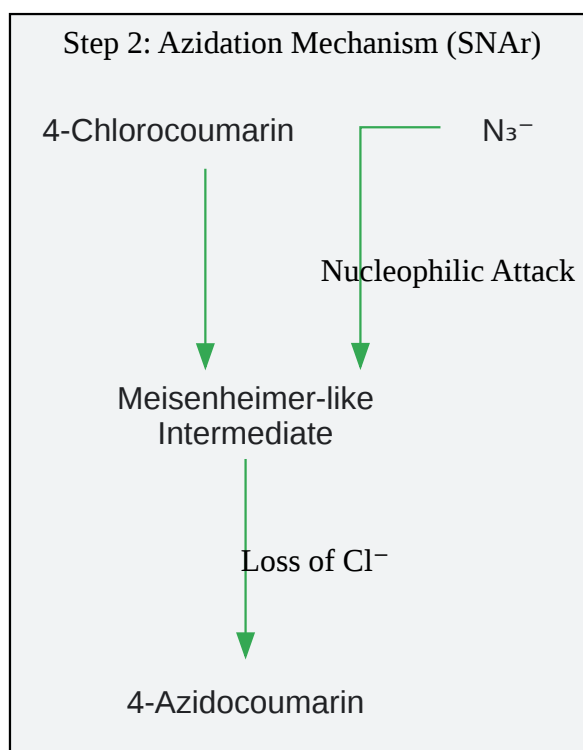 Step 2: Azidation Mechanism (SNAr)
4-Chlorocoumarin
N₃⁻
Nucleophilic Attack
Meisenheimer-like
Intermediate
Loss of Cl⁻
4-Azidocoumarin